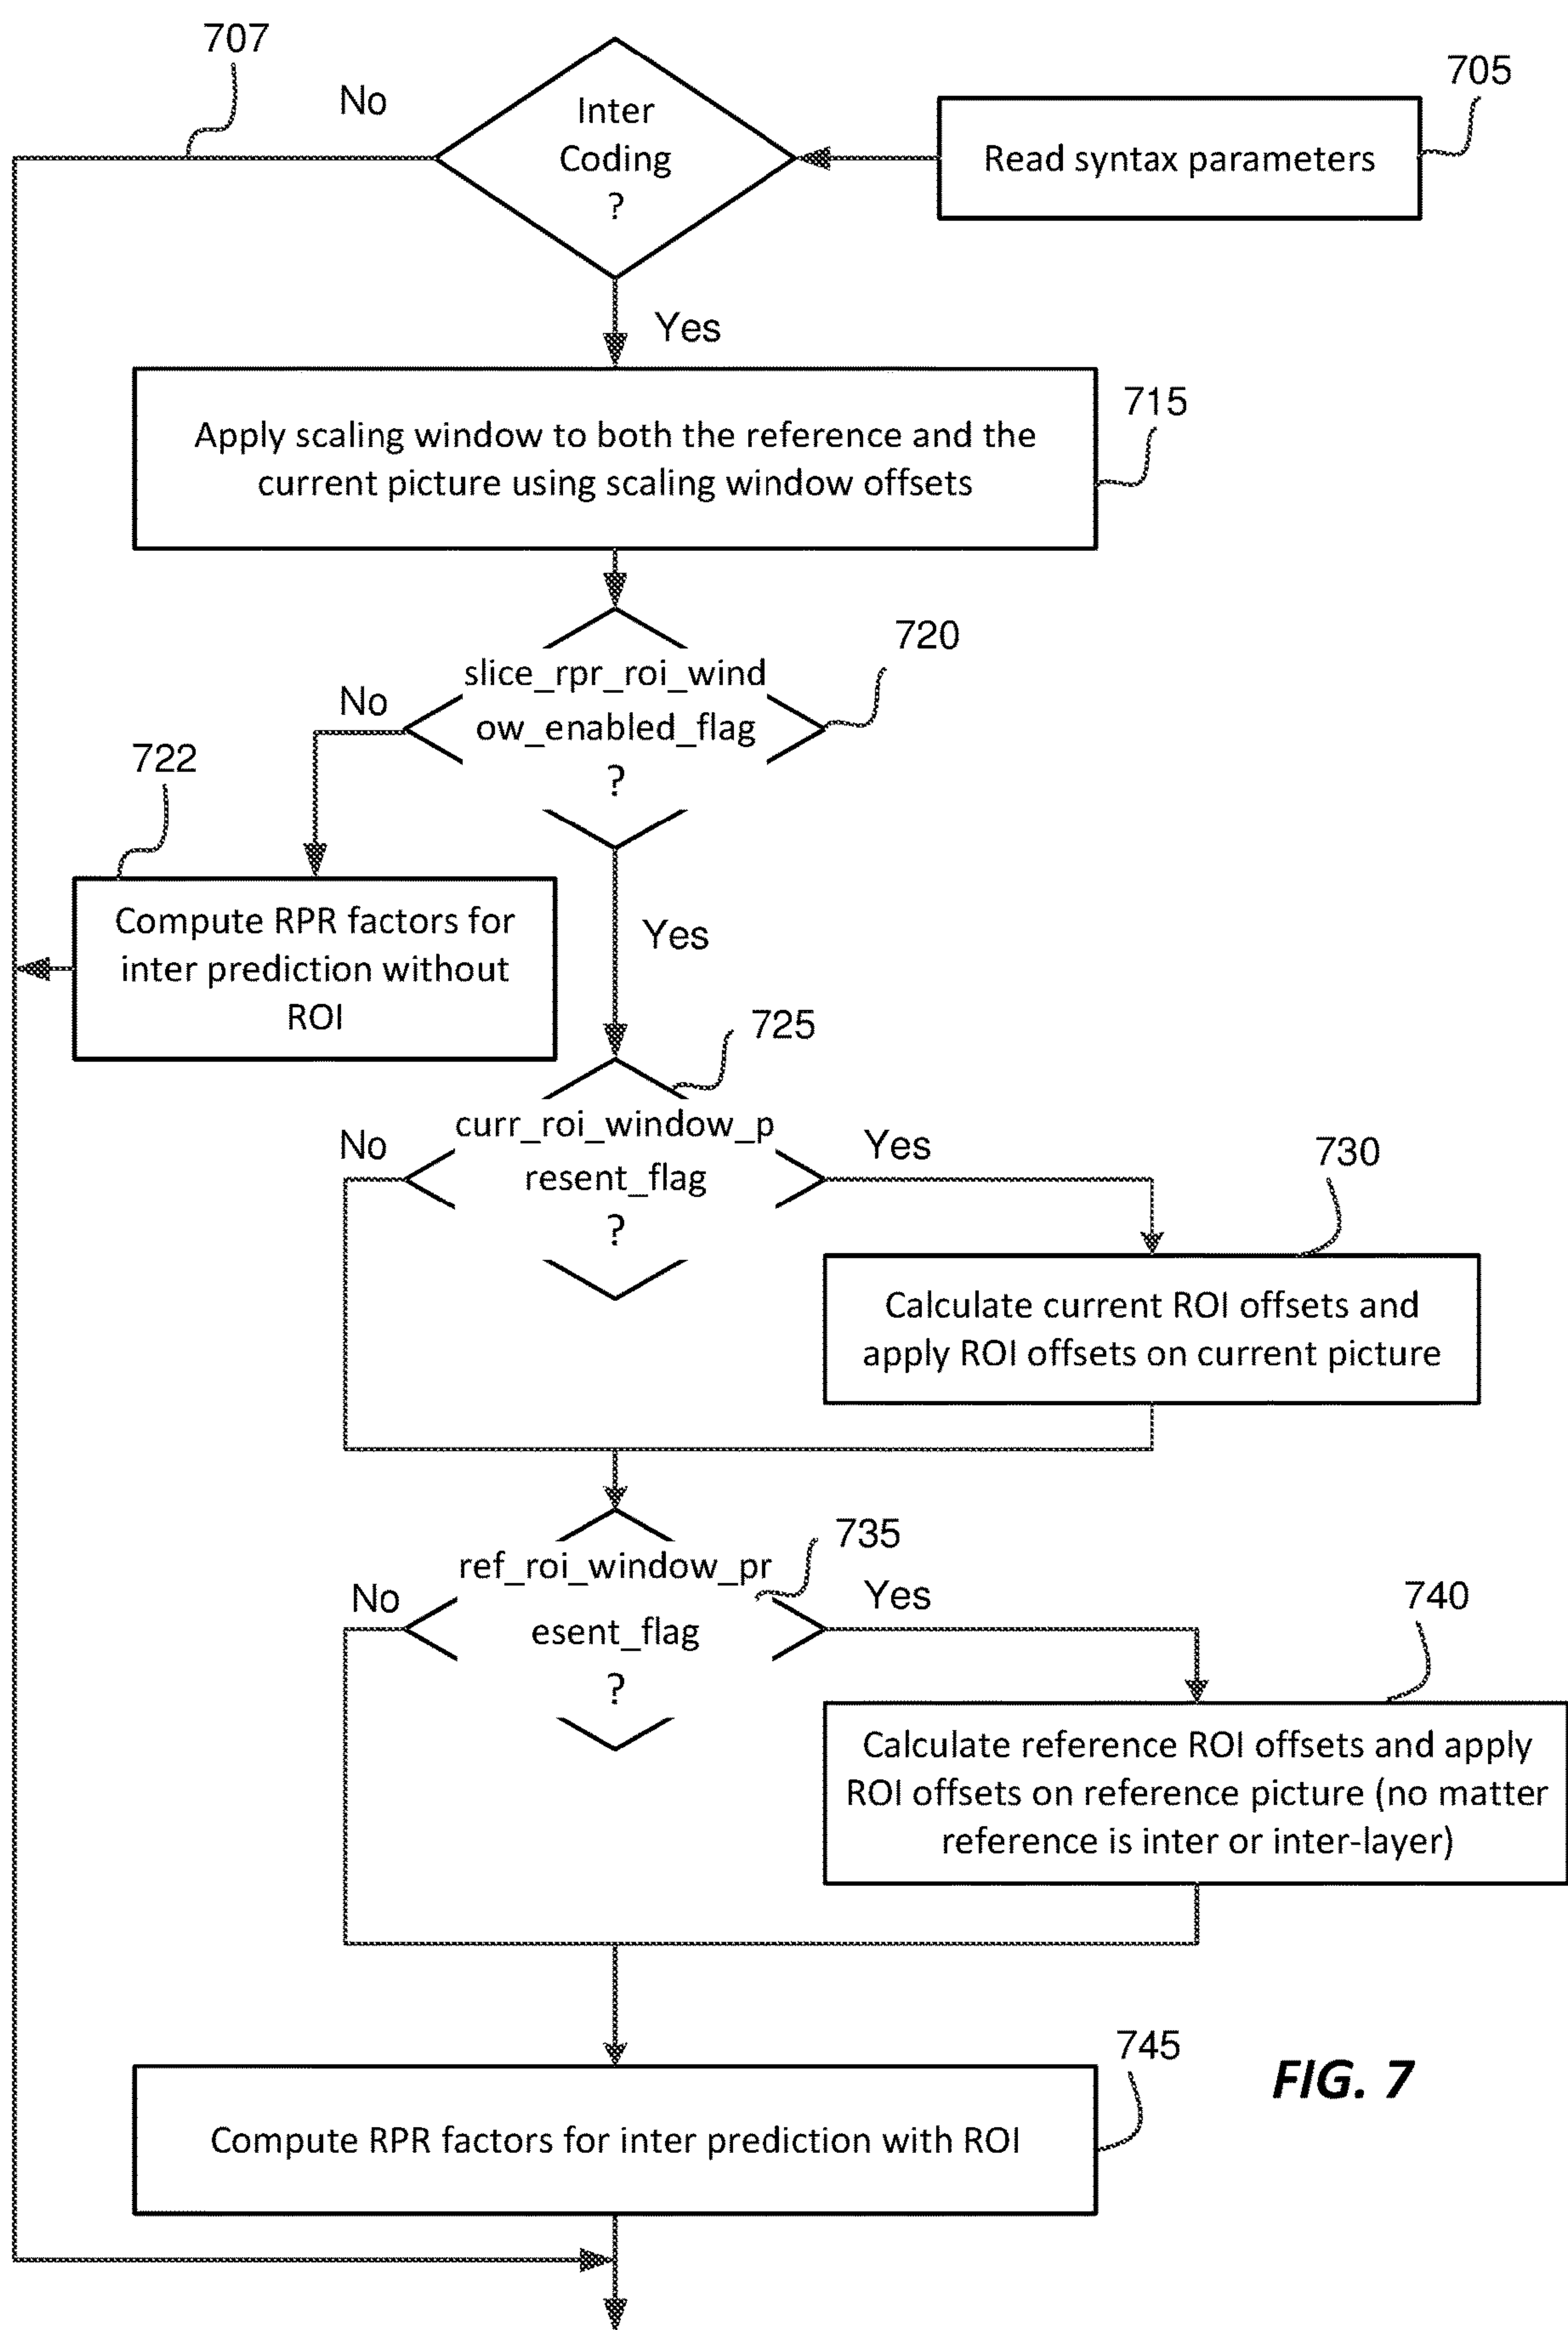 707
705
No
Inter
Coding
?
Read syntax parameters
Yes
715
Apply scaling window to both the reference and the
current picture using scaling window offsets
720
slice_rpr_roi_wind
ow_enabled_flag
?
No
722
Compute RPR factors for
inter prediction without
ROI
Yes
725
curr_roi_window_p
resent_flag
?
No
Yes
730
Calculate current ROI offsets and
apply ROI offsets on current picture
735
ref_roi_window_pr
esent_flag
?
No
Yes
740
Calculate reference ROI offsets and apply
ROI offsets on reference picture (no matter
reference is inter or inter-layer)
745
FIG. 7
Compute RPR factors for inter prediction with ROI